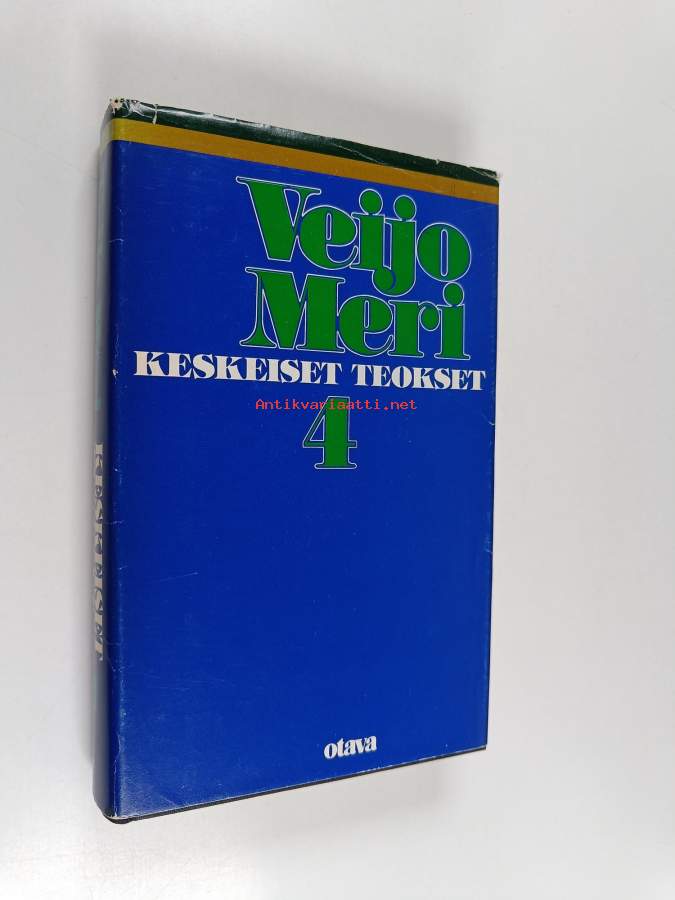 Veijo
Meri
KESKEISET TEOKSET
Antikvariaatti.net
4
otava
KESKEISET